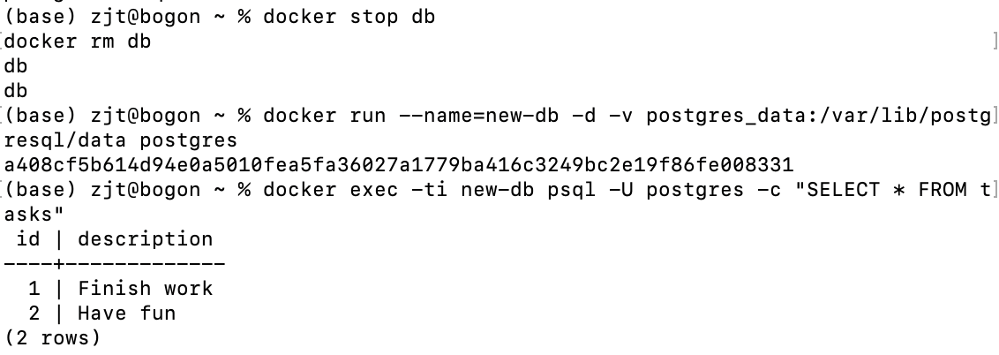 (base) zjt@bogon ~ % docker stop db
[docker rm db ]
db
db
[(base) zjt@bogon ~ % docker run --name=new-db -d -v postgres_data:/var/lib/postg]
resql/data postgres
a408cf5b614d94e0a5010fea5fa36027a1779ba416c3249bc2e19f86fe008331
[(base) zjt@bogon ~ % docker exec -ti new-db psql -U postgres -c "SELECT * FROM t]
asks"
 id | description
----+-------------
  1 | Finish work
  2 | Have fun
(2 rows)